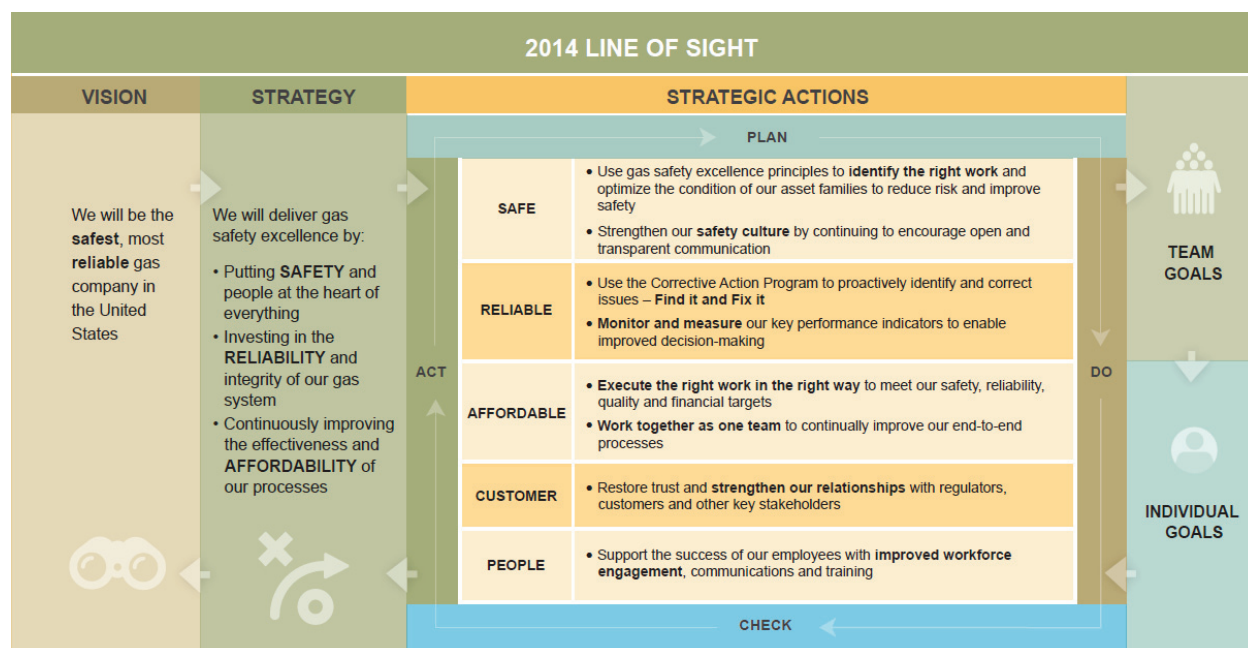 2014 LINE OF SIGHT
VISION
STRATEGY
STRATEGIC ACTIONS
We will be the
safest, most
reliable gas
company in
the United
States
We will deliver gas
safety excellence by:
• Putting SAFETY and
people at the heart of
everything
• Investing in the
RELIABILITY and
integrity of our gas
system
• Continuously improving
the effectiveness and
AFFORDABILITY of
our processes
PLAN
ACT
SAFE
• Use gas safety excellence principles to identify the right work and
optimize the condition of our asset families to reduce risk and improve
safety
• Strengthen our safety culture by continuing to encourage open and
transparent communication
RELIABLE
• Use the Corrective Action Program to proactively identify and correct
issues – Find it and Fix it
• Monitor and measure our key performance indicators to enable
improved decision-making
AFFORDABLE
• Execute the right work in the right way to meet our safety, reliability,
quality and financial targets
• Work together as one team to continually improve our end-to-end
processes
CUSTOMER
• Restore trust and strengthen our relationships with regulators,
customers and other key stakeholders
PEOPLE
• Support the success of our employees with improved workforce
engagement, communications and training
DO
CHECK
TEAM
GOALS
INDIVIDUAL
GOALS